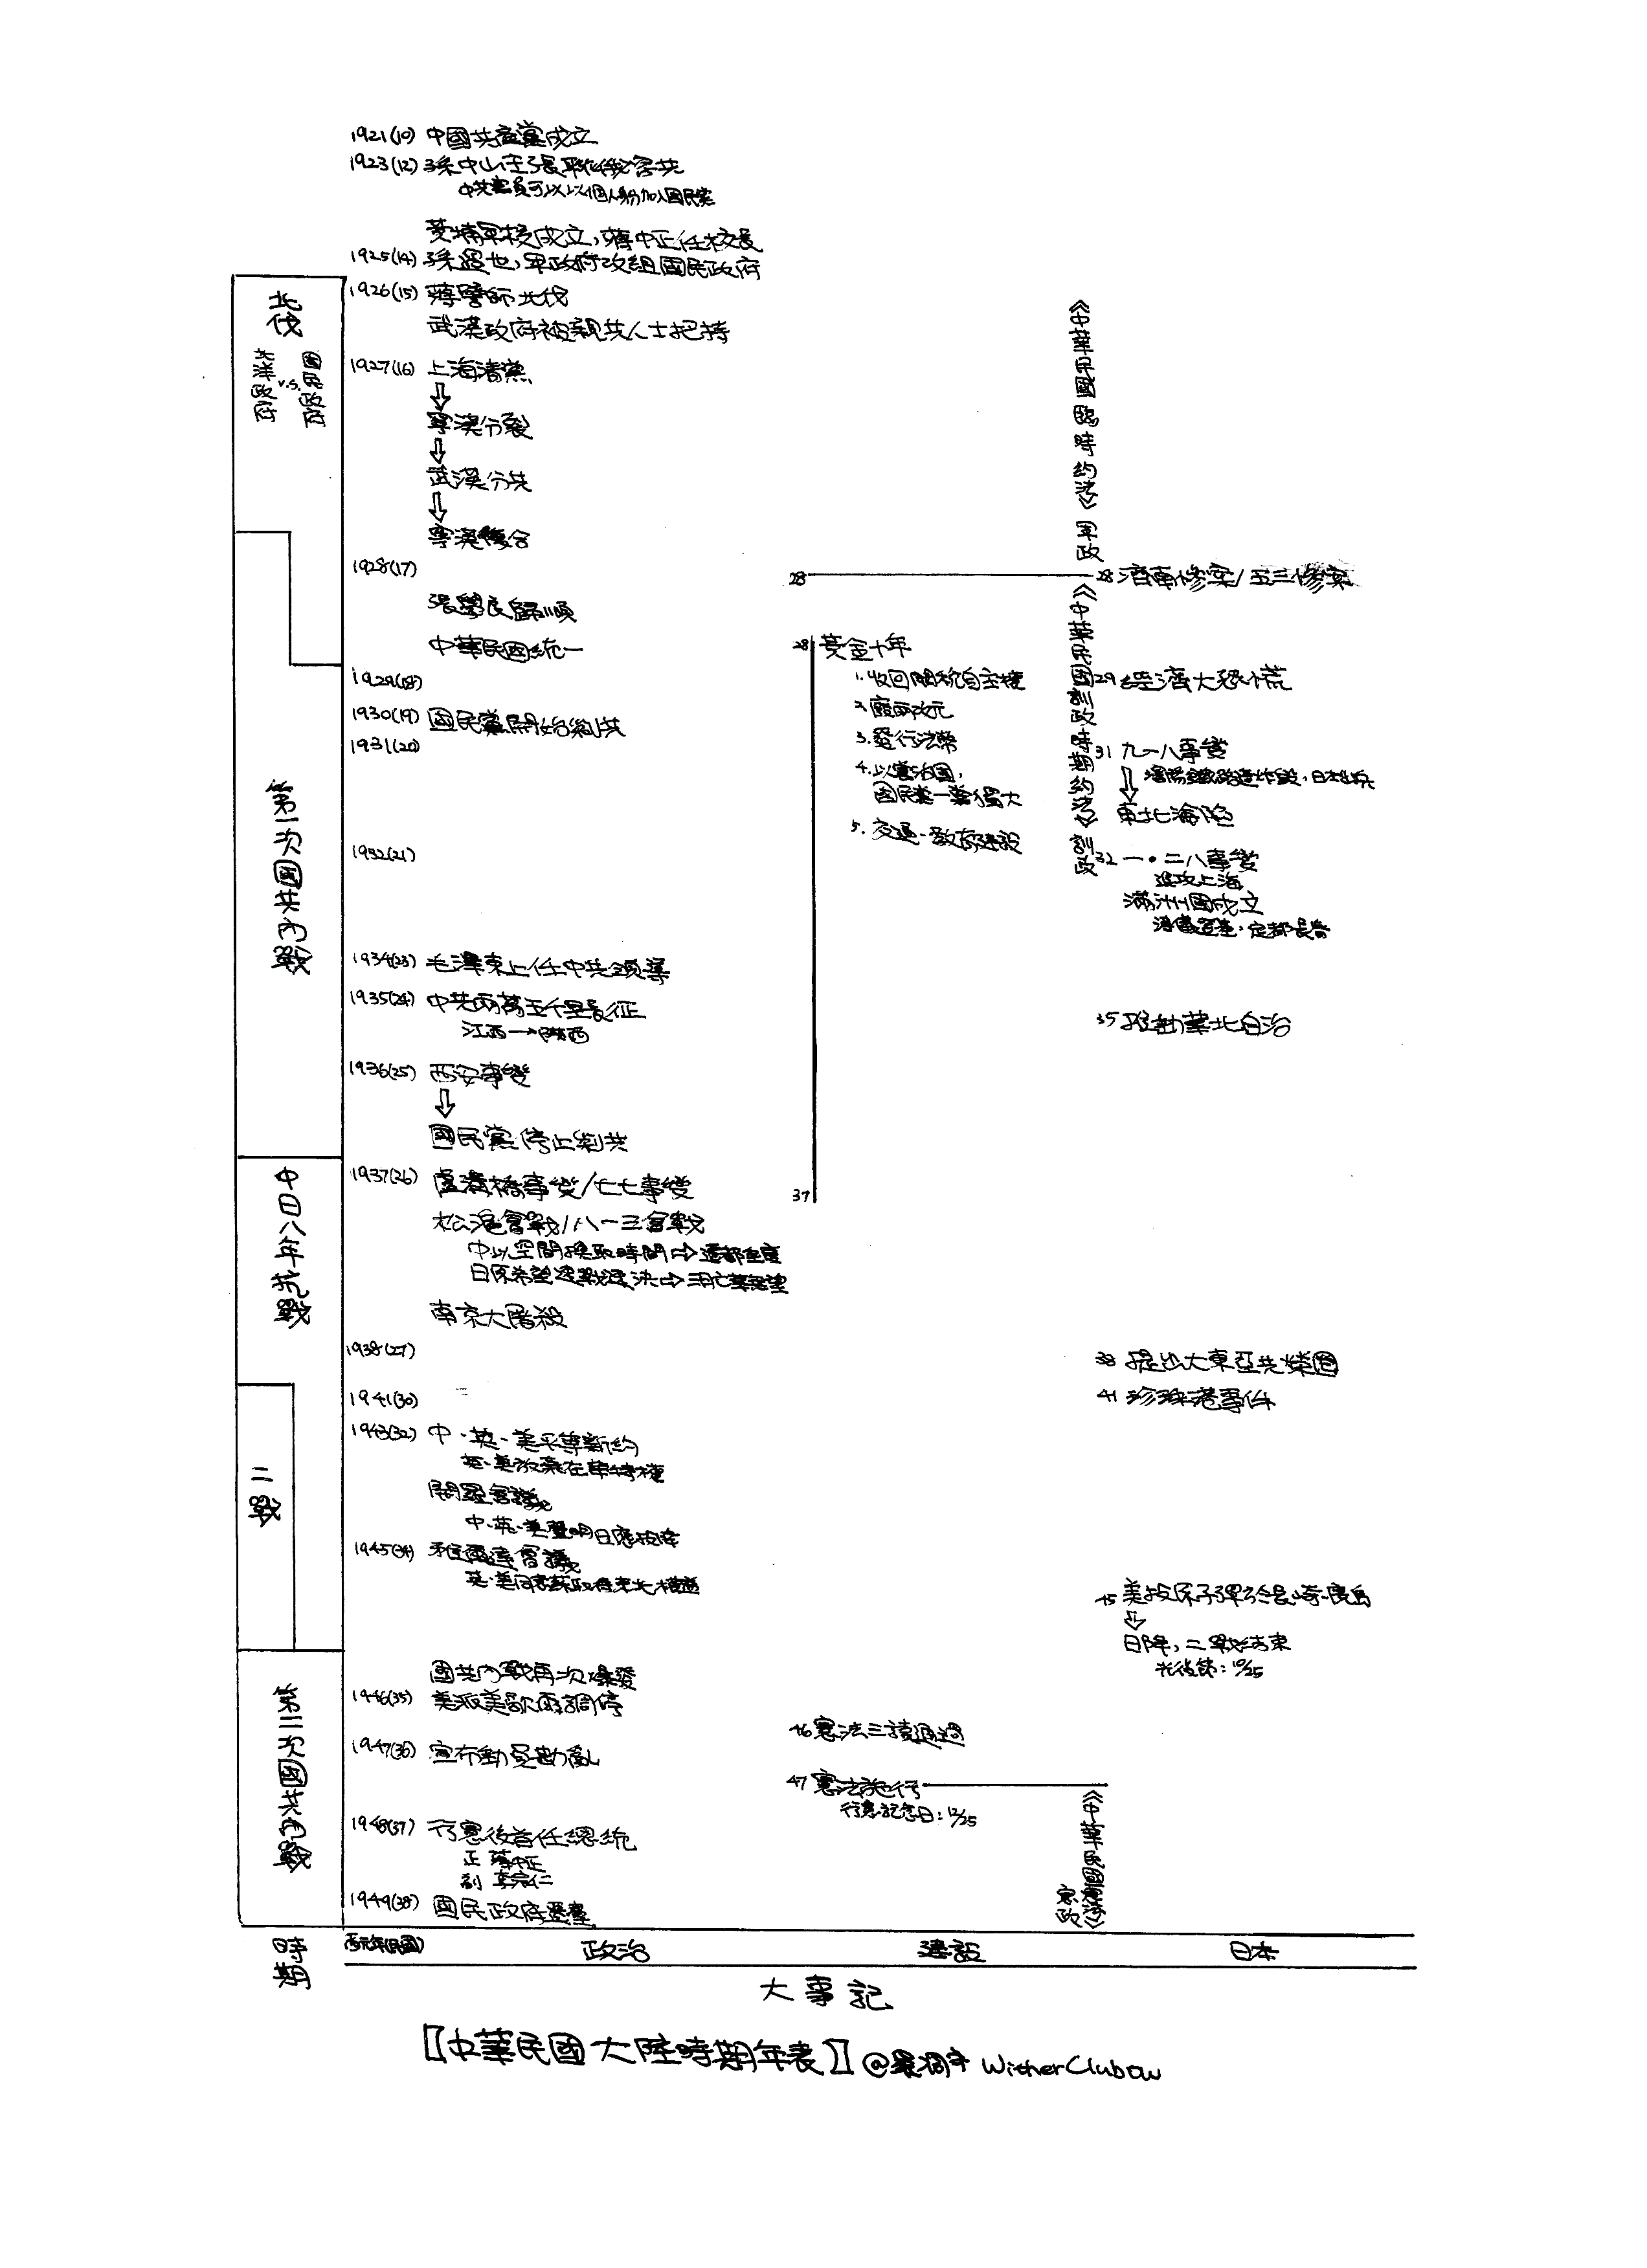 1921(10) 中國共產黨成立
1923(12) 孫中山主張聯俄容共
中共黨員可以以個人身分加入國民黨
黃埔軍校成立,蔣中正任校長
1925(14) 孫過世,軍政府改組國民政府
北伐
國民政府
v.s.
北洋政府
1926(15) 蔣誓師北伐
武漢政府被親共人士把持
1927(16) 上海清黨
⇩
寧漢分裂
⇩
武漢分共
⇩
寧漢復合
1928(17)
張學良歸順
中華民國統一
第一次國共內戰
1929(18)
1930(19) 國民黨開始剿共
1931(20)
1932(21)
1934(23) 毛澤東上任中共領導
1935(24) 中共兩萬五千里長征
江西→陝西
1936(25) 西安事變
⇩
國民黨停止剿共
中日八年抗戰
1937(26) 盧溝橋事變/七七事變
松滬會戰/八一三會戰
中以空間換取時間⇨遷都重慶
日原希望速戰速決⇨三月亡華無望
南京大屠殺
1938(27)
二戰
1941(30)
1943(32) 中·英·美平等新約
英·美放棄在華特權
開羅會議
中·英·美聲明日應投降
1945(34) 雅爾達會議
英·美同意蘇取得東北權益
國共內戰再次爆發
第二次國共內戰
1946(35) 美派馬歇爾調停
1947(36) 宣布動員勘亂
1948(37) 行憲後首任總統
正 蔣中正
副 李宗仁
1949(38) 國民政府遷臺
28
28 黃金十年
1.收回關稅自主權
2.廢兩改元
3.發行法幣
4.以黨治國,
國民黨一黨獨大
5.交通·教育建設
37
46 憲法三讀通過
47 憲法施行
行憲紀念日:12/25
《中華民國臨時約法》 軍政
《中華民國訓政時期約法》 訓政
《中華民國憲法》
憲政
28 濟南慘案/五三慘案
29 經濟大恐慌
31 九一八事變
⇩ 瀋陽鐵路遭炸毀,日本出兵
東北淪陷
32 一·二八事變
進攻上海
滿洲國成立
溥儀登基·定都長春
35 推動華北自治
38 提出大東亞共榮圈
41 珍珠港事件
45 美投原子彈於長崎·廣島
⇩
日降,二戰結束
光復節:10/25
時期
西元年(民國) 政治 建設 日本
大事記
〖中華民國大陸時期年表〗@ WitherClubow